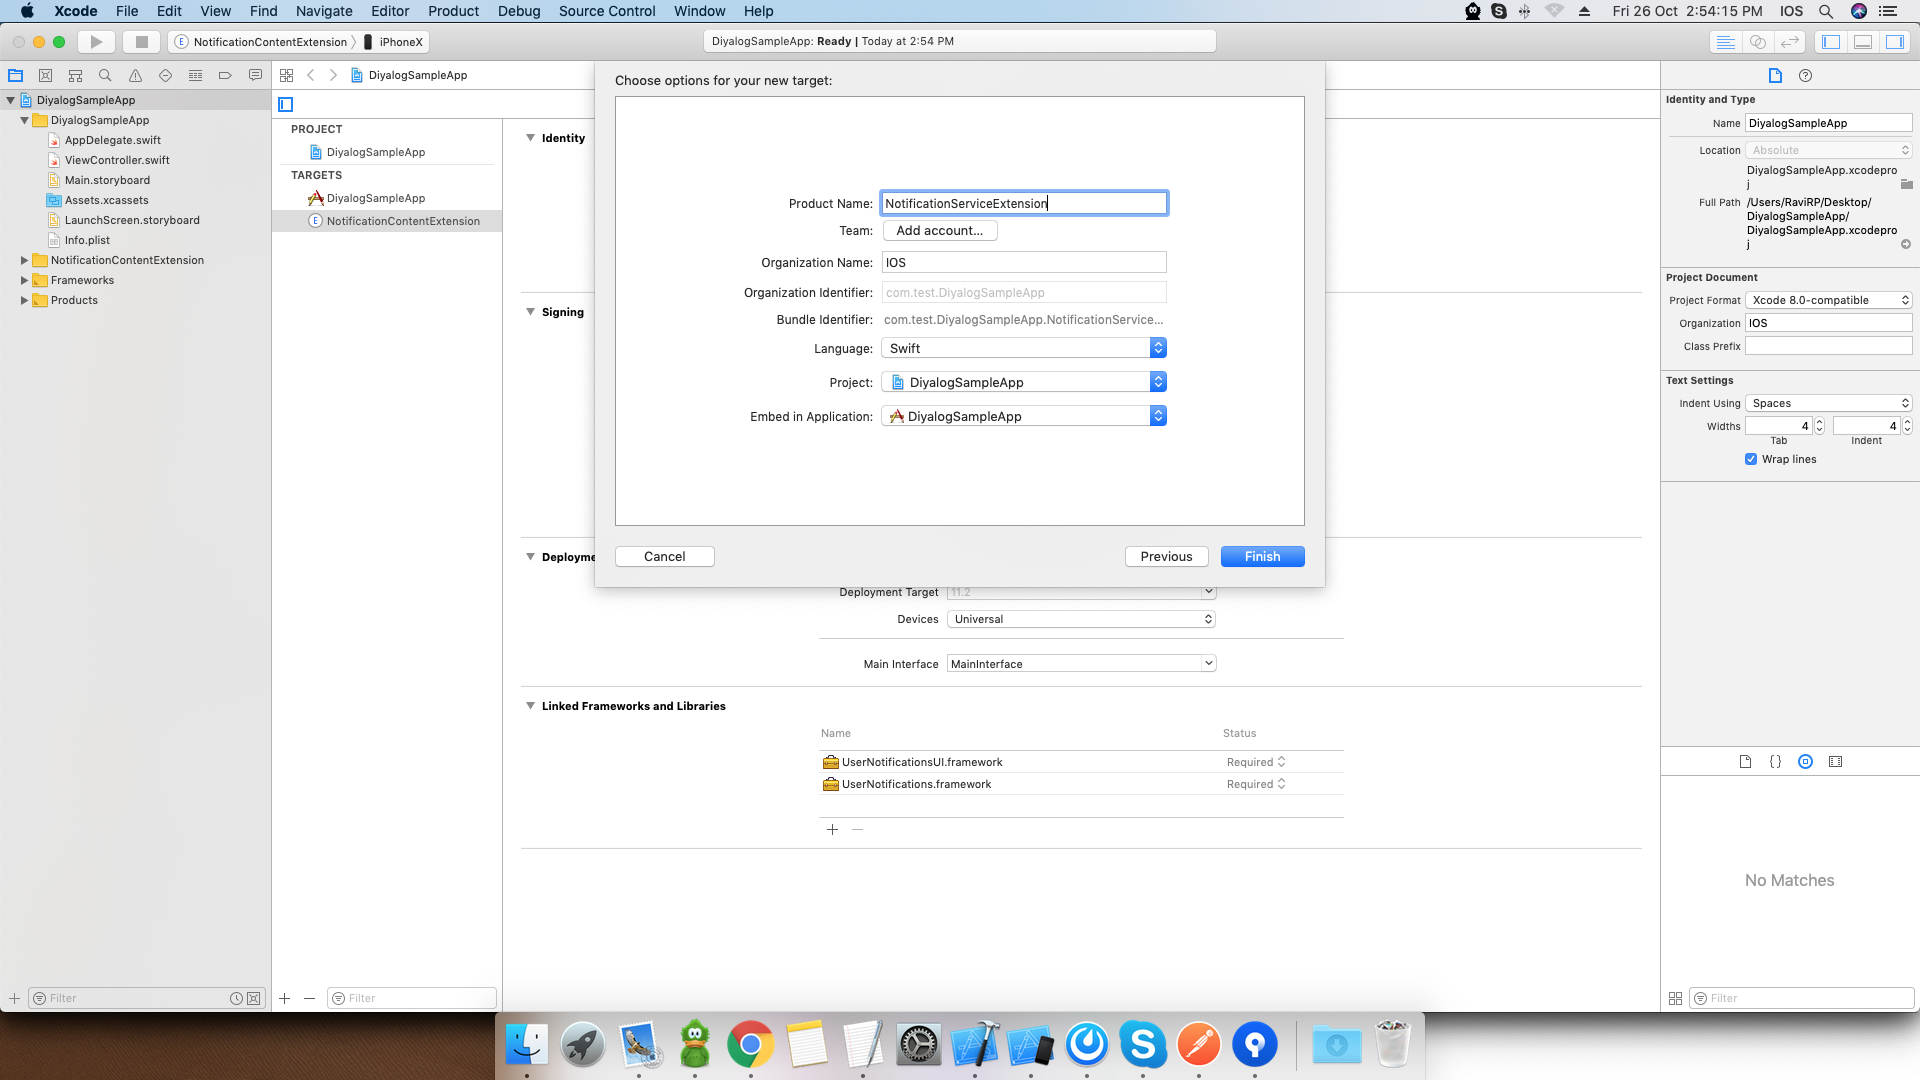 Xcode File Edit View Find Navigate Editor Product Debug Source Control Window Help
Fri 26 Oct 2:54:15 PM IOS
NotificationContentExtension iPhoneX
DiyalogSampleApp: Ready | Today at 2:54 PM
DiyalogSampleApp
DiyalogSampleApp
AppDelegate.swift
ViewController.swift
Main.storyboard
Assets.xcassets
LaunchScreen.storyboard
Info.plist
NotificationContentExtension
Frameworks
Products
Filter
DiyalogSampleApp
PROJECT
DiyalogSampleApp
TARGETS
DiyalogSampleApp
NotificationContentExtension
Filter
Identity
Signing
Deployme
Choose options for your new target:
Product Name: NotificationServiceExtension
Team: Add account...
Organization Name: IOS
Organization Identifier: com.test.DiyalogSampleApp
Bundle Identifier: com.test.DiyalogSampleApp.NotificationService...
Language: Swift
Project: DiyalogSampleApp
Embed in Application: DiyalogSampleApp
Cancel Previous Finish
Deployment Target 11.2
Devices Universal
Main Interface MainInterface
Linked Frameworks and Libraries
Name Status
UserNotificationsUI.framework Required
UserNotifications.framework Required
Identity and Type
Name DiyalogSampleApp
Location Absolute
DiyalogSampleApp.xcodepro
j
Full Path /Users/RaviRP/Desktop/
DiyalogSampleApp/
DiyalogSampleApp.xcodepro
j
Project Document
Project Format Xcode 8.0-compatible
Organization IOS
Class Prefix
Text Settings
Indent Using Spaces
Widths 4 4
Tab Indent
Wrap lines
No Matches
Filter